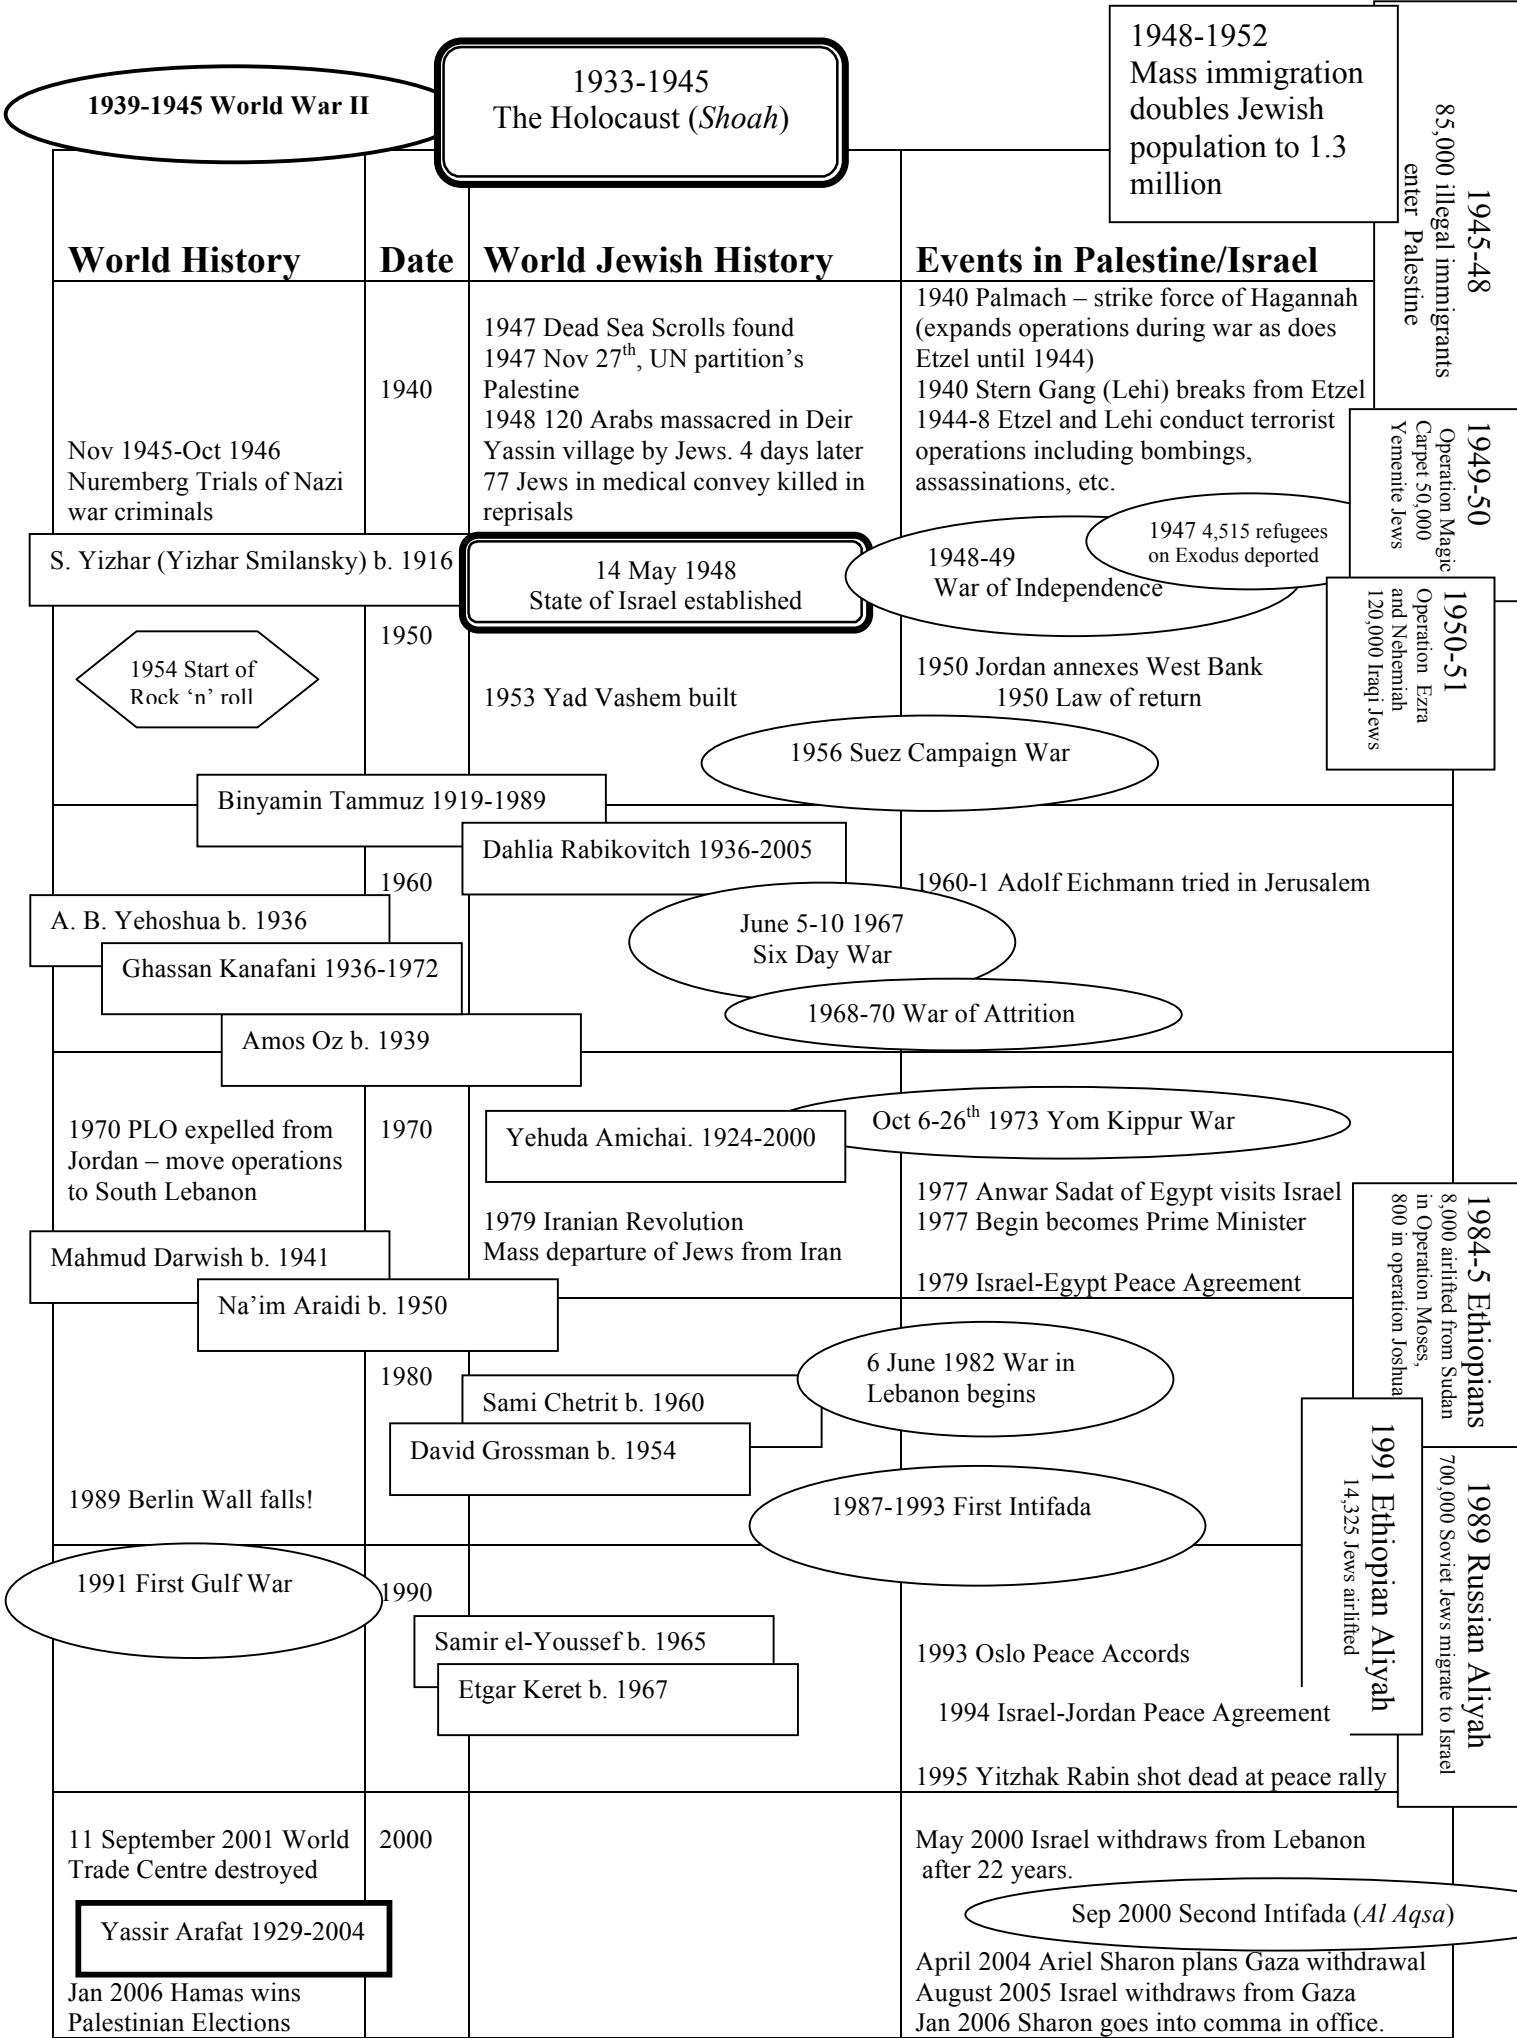 1939-1945 World War II
1933-1945
The Holocaust (Shoah)
1948-1952
Mass immigration
doubles Jewish
population to 1.3
million
1945-48
85,000 illegal immigrants
enter Palestine
World History
Date
World Jewish History
Events in Palestine/Israel
Nov 1945-Oct 1946
Nuremberg Trials of Nazi
war criminals
1940
1947 Dead Sea Scrolls found
1947 Nov 27th, UN partition's
Palestine
1948 120 Arabs massacred in Deir
Yassin village by Jews. 4 days later
77 Jews in medical convey killed in
reprisals
1940 Palmach – strike force of Hagannah
(expands operations during war as does
Etzel until 1944)
1940 Stern Gang (Lehi) breaks from Etzel
1944-8 Etzel and Lehi conduct terrorist
operations including bombings,
assassinations, etc.
1949-50
Operation Magic
Carpet 50,000
Yemenite Jews
S. Yizhar (Yizhar Smilansky) b. 1916
14 May 1948
State of Israel established
1948-49
War of Independence
1947 4,515 refugees
on Exodus deported
1950-51
Operation Ezra
and Nehemiah
120,000 Iraqi Jews
1954 Start of
Rock 'n' roll
1950
1953 Yad Vashem built
1950 Jordan annexes West Bank
1950 Law of return
1956 Suez Campaign War
Binyamin Tammuz 1919-1989
Dahlia Rabikovitch 1936-2005
1960
1960-1 Adolf Eichmann tried in Jerusalem
A. B. Yehoshua b. 1936
Ghassan Kanafani 1936-1972
June 5-10 1967
Six Day War
1968-70 War of Attrition
Amos Oz b. 1939
1970 PLO expelled from
Jordan – move operations
to South Lebanon
1970
Yehuda Amichai. 1924-2000
Oct 6-26th 1973 Yom Kippur War
1979 Iranian Revolution
Mass departure of Jews from Iran
1977 Anwar Sadat of Egypt visits Israel
1977 Begin becomes Prime Minister
1979 Israel-Egypt Peace Agreement
1984-5 Ethiopians
8,000 airlifted from Sudan
in Operation Moses,
800 in operation Joshua
Mahmud Darwish b. 1941
Na'im Araidi b. 1950
1980
6 June 1982 War in
Lebanon begins
Sami Chetrit b. 1960
David Grossman b. 1954
1989 Berlin Wall falls!
1987-1993 First Intifada
1991 Ethiopian Aliyah
14,325 Jews airlifted
1989 Russian Aliyah
700,000 Soviet Jews migrate to Israel
1991 First Gulf War
1990
Samir el-Youssef b. 1965
Etgar Keret b. 1967
1993 Oslo Peace Accords
1994 Israel-Jordan Peace Agreement
1995 Yitzhak Rabin shot dead at peace rally
11 September 2001 World
Trade Centre destroyed
2000
May 2000 Israel withdraws from Lebanon
after 22 years.
Yassir Arafat 1929-2004
Sep 2000 Second Intifada (Al Aqsa)
Jan 2006 Hamas wins
Palestinian Elections
April 2004 Ariel Sharon plans Gaza withdrawal
August 2005 Israel withdraws from Gaza
Jan 2006 Sharon goes into comma in office.